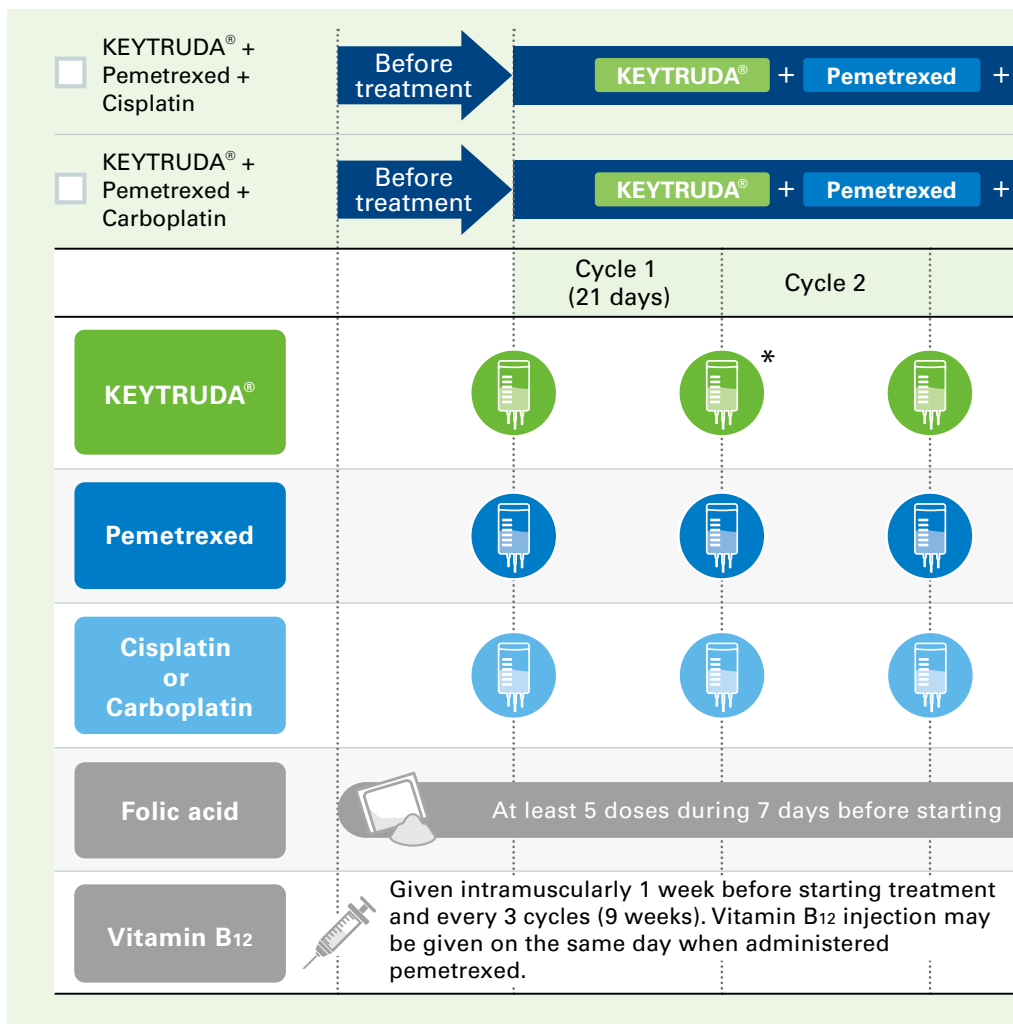 KEYTRUDA® +
Pemetrexed +
Cisplatin
Before
treatment
KEYTRUDA® + Pemetrexed +
KEYTRUDA® +
Pemetrexed +
Carboplatin
Before
treatment
KEYTRUDA® + Pemetrexed +
Cycle 1
(21 days)
Cycle 2
KEYTRUDA®
*
Pemetrexed
Cisplatin
or
Carboplatin
Folic acid
At least 5 doses during 7 days before starting
Vitamin B12
Given intramuscularly 1 week before starting treatment
and every 3 cycles (9 weeks). Vitamin B12 injection may
be given on the same day when administered
pemetrexed.